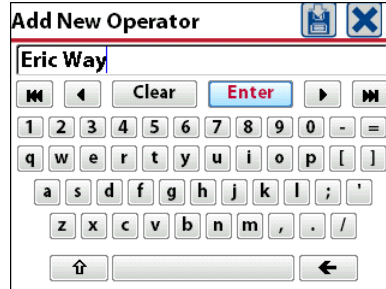 Add New Operator
Eric Way
Clear Enter
1 2 3 4 5 6 7 8 9 0 - =
q w e r t y u i o p [ ]
a s d f g h j k l ; '
z x c v b n m , . /